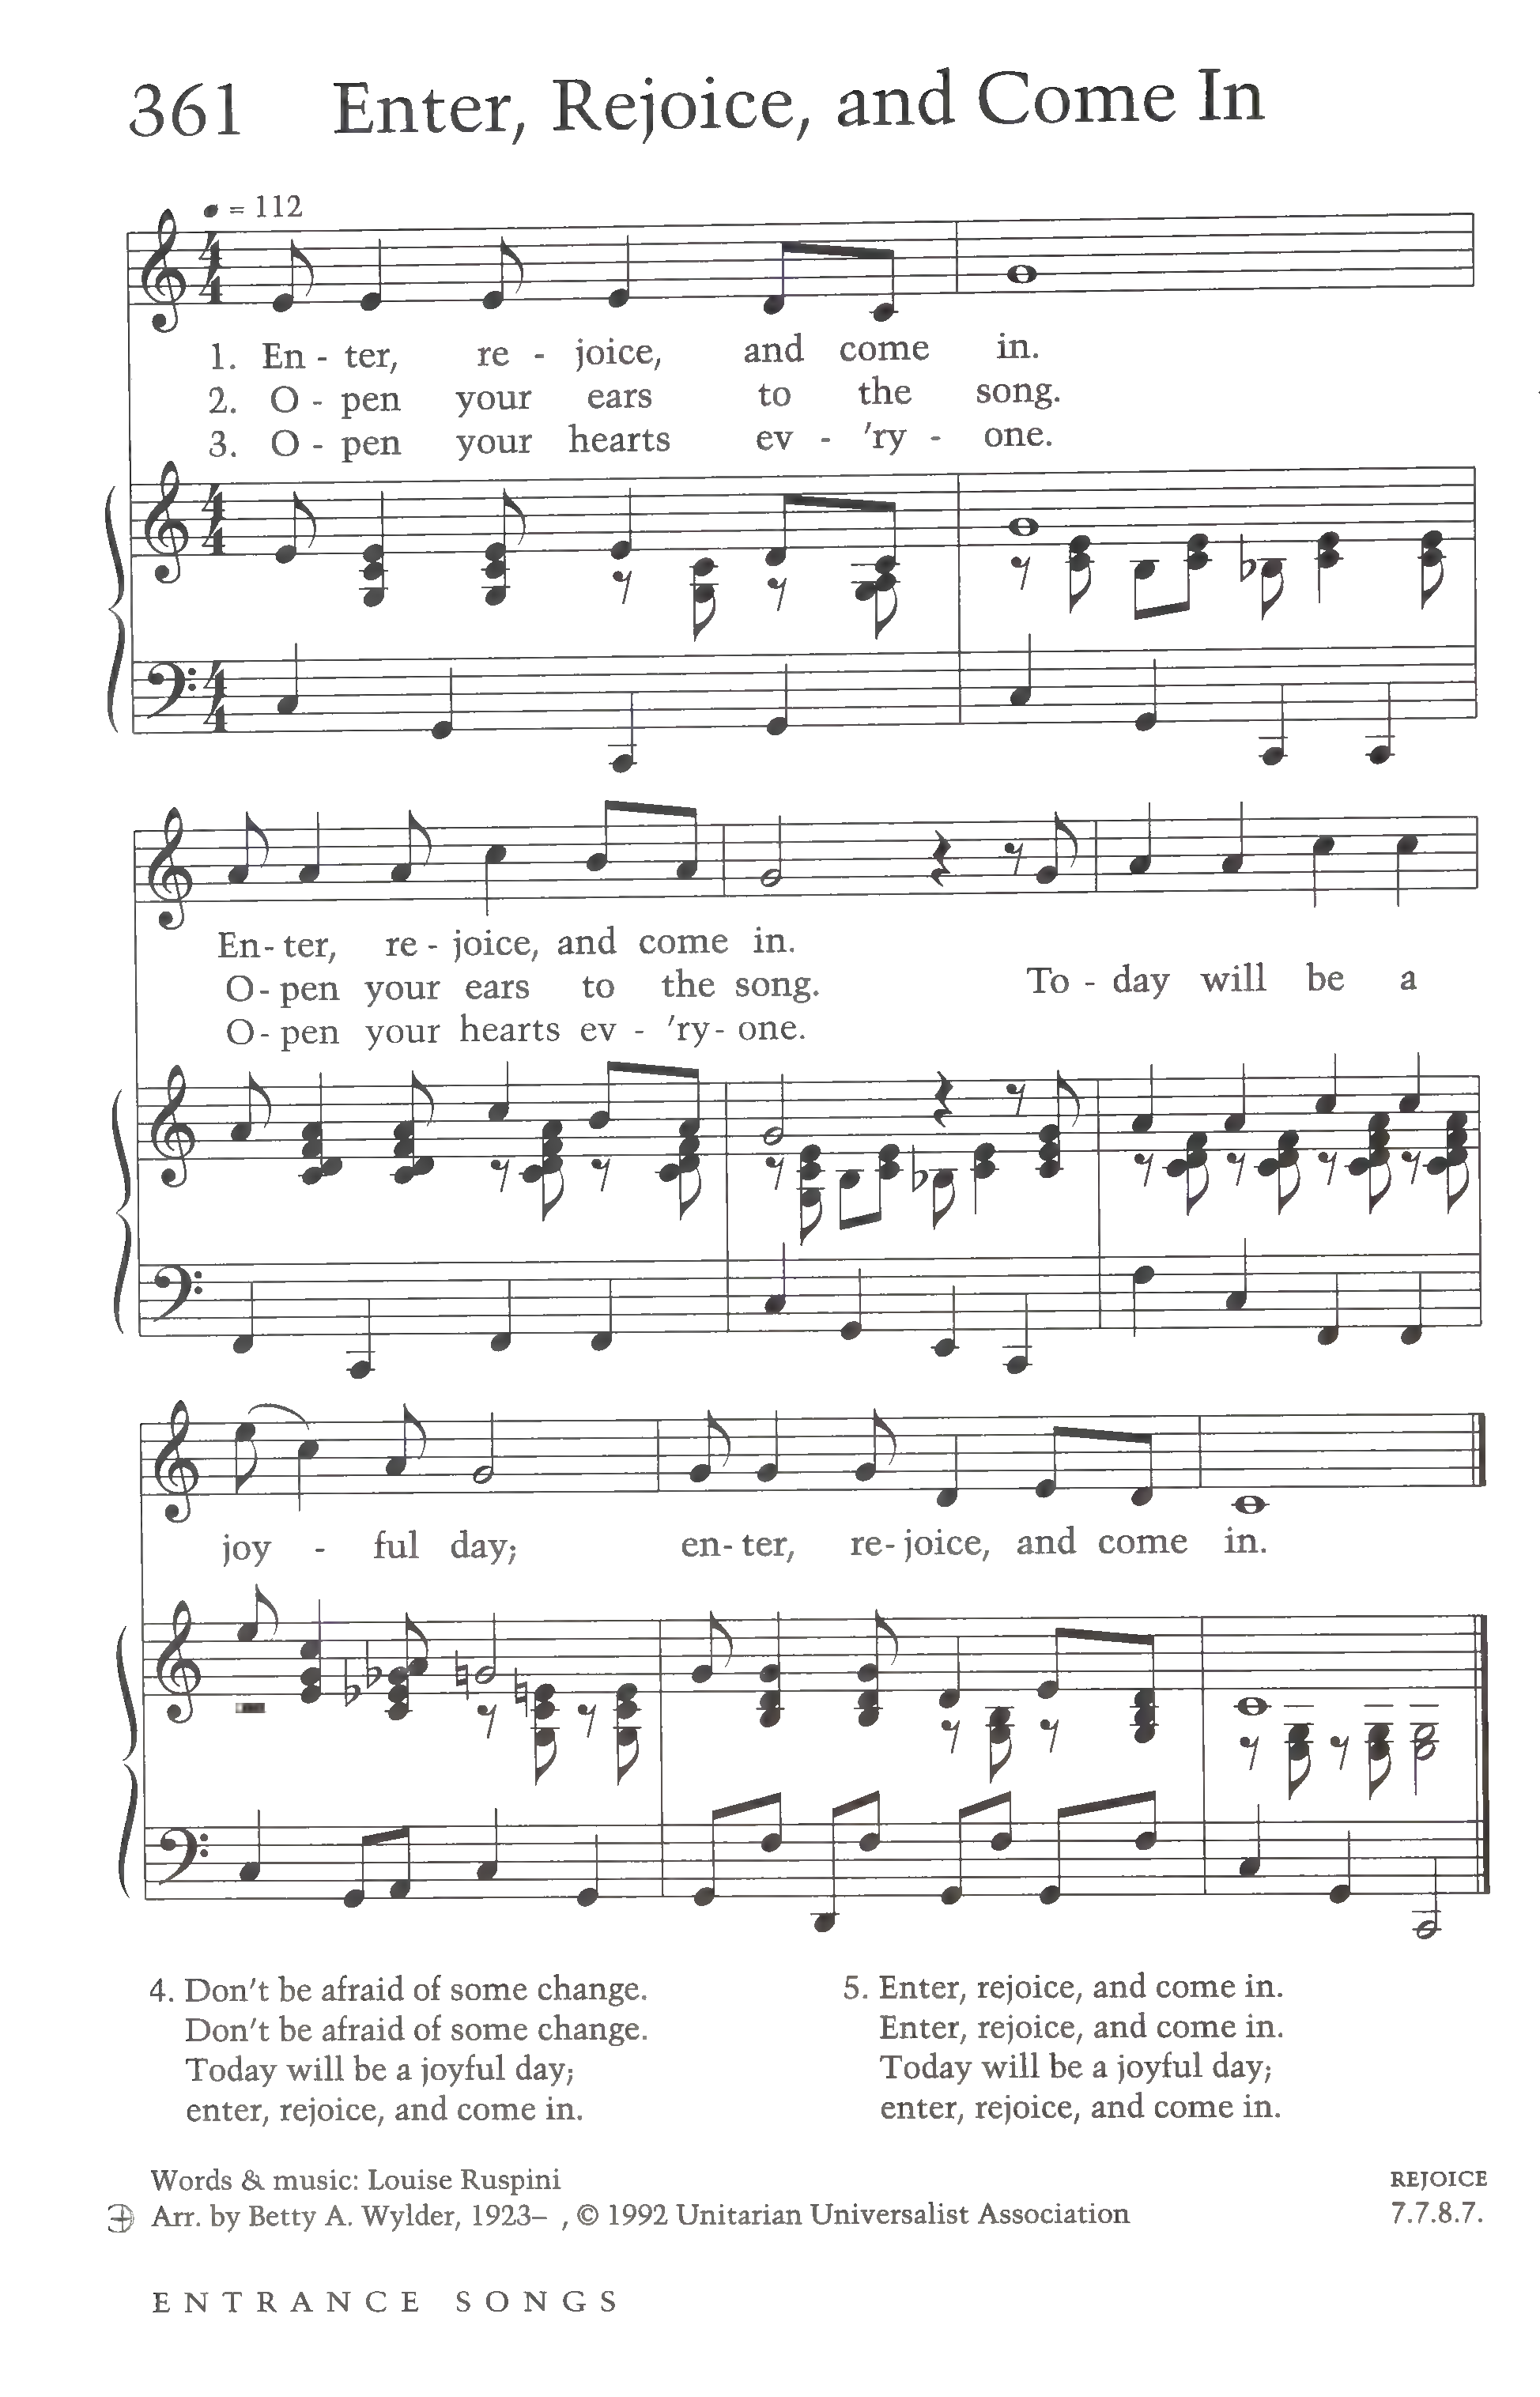 361 Enter, Rejoice, and Come In
= 112
1. En - ter, re - joice, and come in.
2. O - pen your ears to the song.
3. O - pen your hearts ev - 'ry - one.
En- ter, re - joice, and come in.
O- pen your ears to the song. To - day will be a
O- pen your hearts ev - 'ry- one.
joy - ful day; en- ter, re- joice, and come in.
4. Don't be afraid of some change.
Don't be afraid of some change.
Today will be a joyful day;
enter, rejoice, and come in.
5. Enter, rejoice, and come in.
Enter, rejoice, and come in.
Today will be a joyful day;
enter, rejoice, and come in.
Words & music: Louise Ruspini
Arr. by Betty A. Wylder, 1923– , © 1992 Unitarian Universalist Association
REJOICE
7.7.8.7.
ENTRANCE SONGS